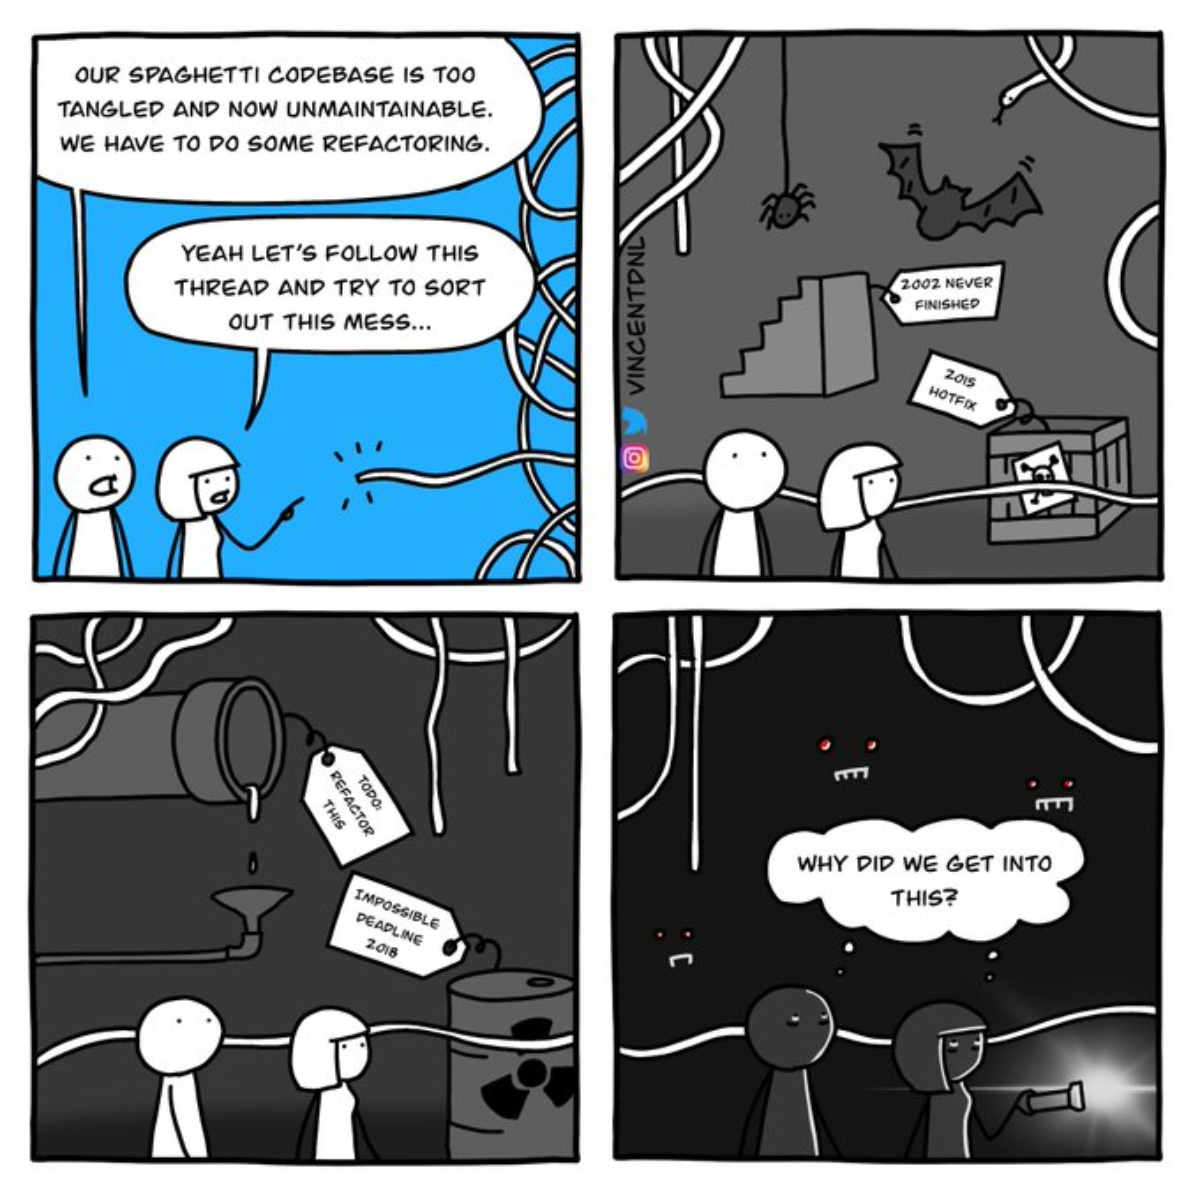 OUR SPAGHETTI CODEBASE IS TOO
TANGLED AND NOW UNMAINTAINABLE.
WE HAVE TO DO SOME REFACTORING.
YEAH LET'S FOLLOW THIS
THREAD AND TRY TO SORT
OUT THIS MESS...
VINCENTDNL
2002 NEVER
FINISHED
2015
HOTFIX
TODO:
REFACTOR
THIS
IMPOSSIBLE
DEADLINE
2018
WHY DID WE GET INTO
THIS?